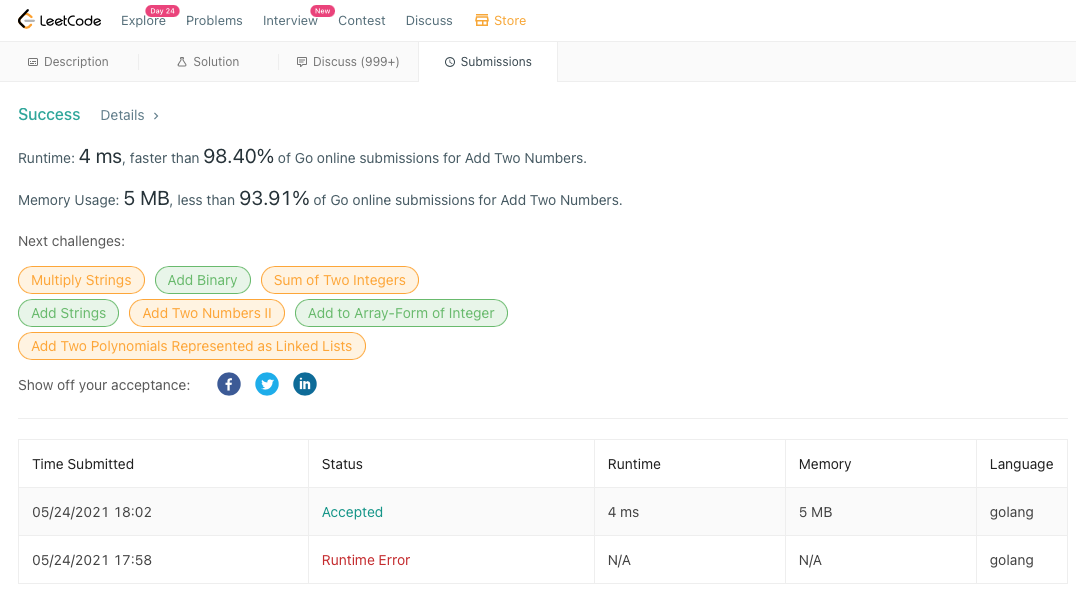 LeetCode Explore Day 24 Problems Interview New Contest Discuss Store
Description Solution Discuss (999+) Submissions
Success Details >
Runtime: 4 ms, faster than 98.40% of Go online submissions for Add Two Numbers.
Memory Usage: 5 MB, less than 93.91% of Go online submissions for Add Two Numbers.
Next challenges:
Multiply Strings Add Binary Sum of Two Integers
Add Strings Add Two Numbers II Add to Array-Form of Integer
Add Two Polynomials Represented as Linked Lists
Show off your acceptance: f in
Time Submitted Status Runtime Memory Language
05/24/2021 18:02 Accepted 4 ms 5 MB golang
05/24/2021 17:58 Runtime Error N/A N/A golang